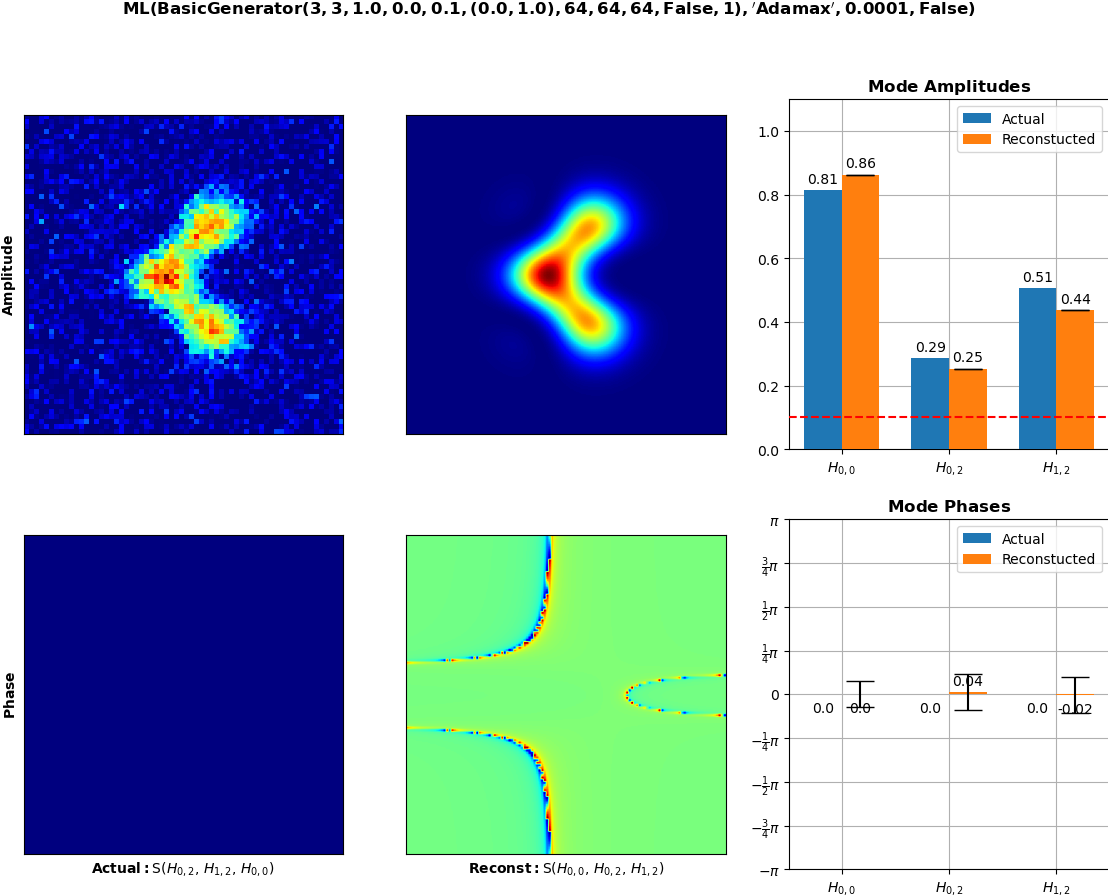 ML(BasicGenerator(3, 3, 1.0, 0.0, 0.1, (0.0, 1.0), 64, 64, 64, False, 1), ′Adamax′, 0.0001, False)
Amplitude
Mode Amplitudes
Actual
Reconstucted
1.0
0.8
0.6
0.4
0.2
0.0
0.81
0.86
0.29
0.25
0.51
0.44
H0,0
H0,2
H1,2
Phase
Actual: S(H0,2, H1,2, H0,0)
Reconst: S(H0,0, H0,2, H1,2)
Mode Phases
Actual
Reconstucted
π
3/4π
1/2π
1/4π
0
−1/4π
−1/2π
−3/4π
−π
0.0
0.0
0.0
0.04
0.0
-0.02
H0,0
H0,2
H1,2